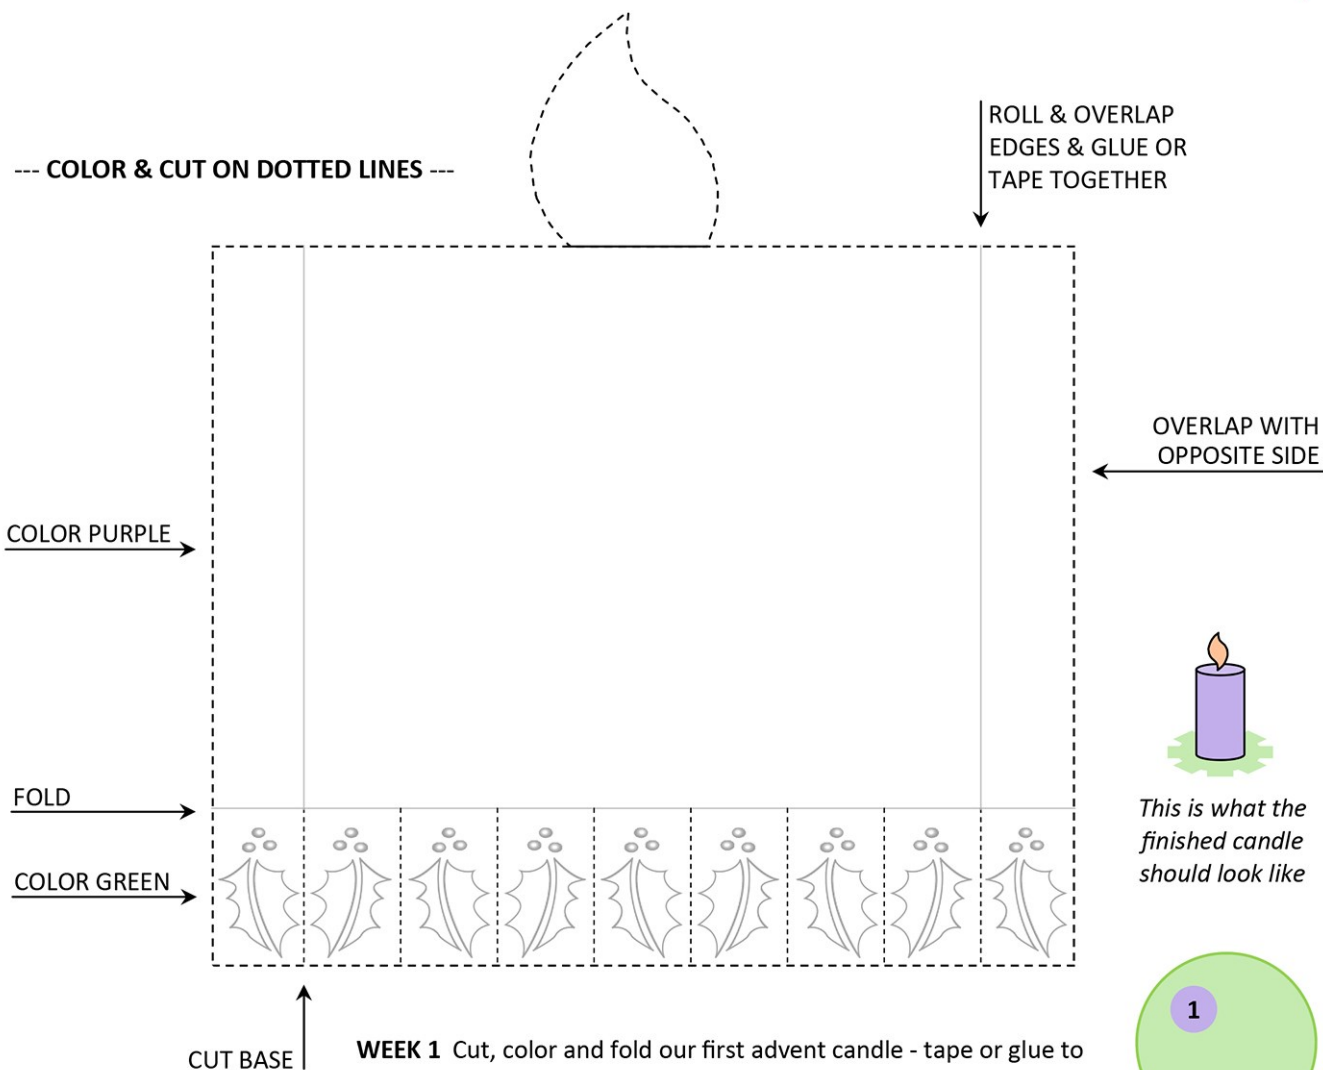 --- COLOR & CUT ON DOTTED LINES ---
ROLL & OVERLAP
EDGES & GLUE OR
TAPE TOGETHER
OVERLAP WITH
OPPOSITE SIDE
COLOR PURPLE
FOLD
COLOR GREEN
This is what the
finished candle
should look like
1
CUT BASE
WEEK 1 Cut, color and fold our first advent candle - tape or glue to